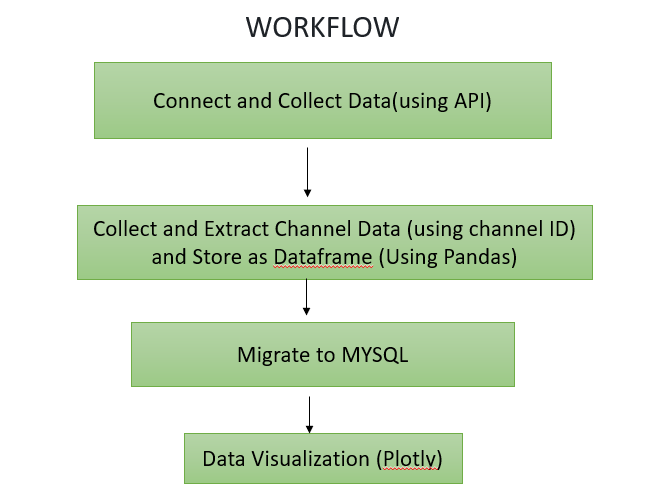 WORKFLOW
Connect and Collect Data(using API)
Collect and Extract Channel Data (using channel ID)
and Store as Dataframe (Using Pandas)
Migrate to MYSQL
Data Visualization (Plotly)